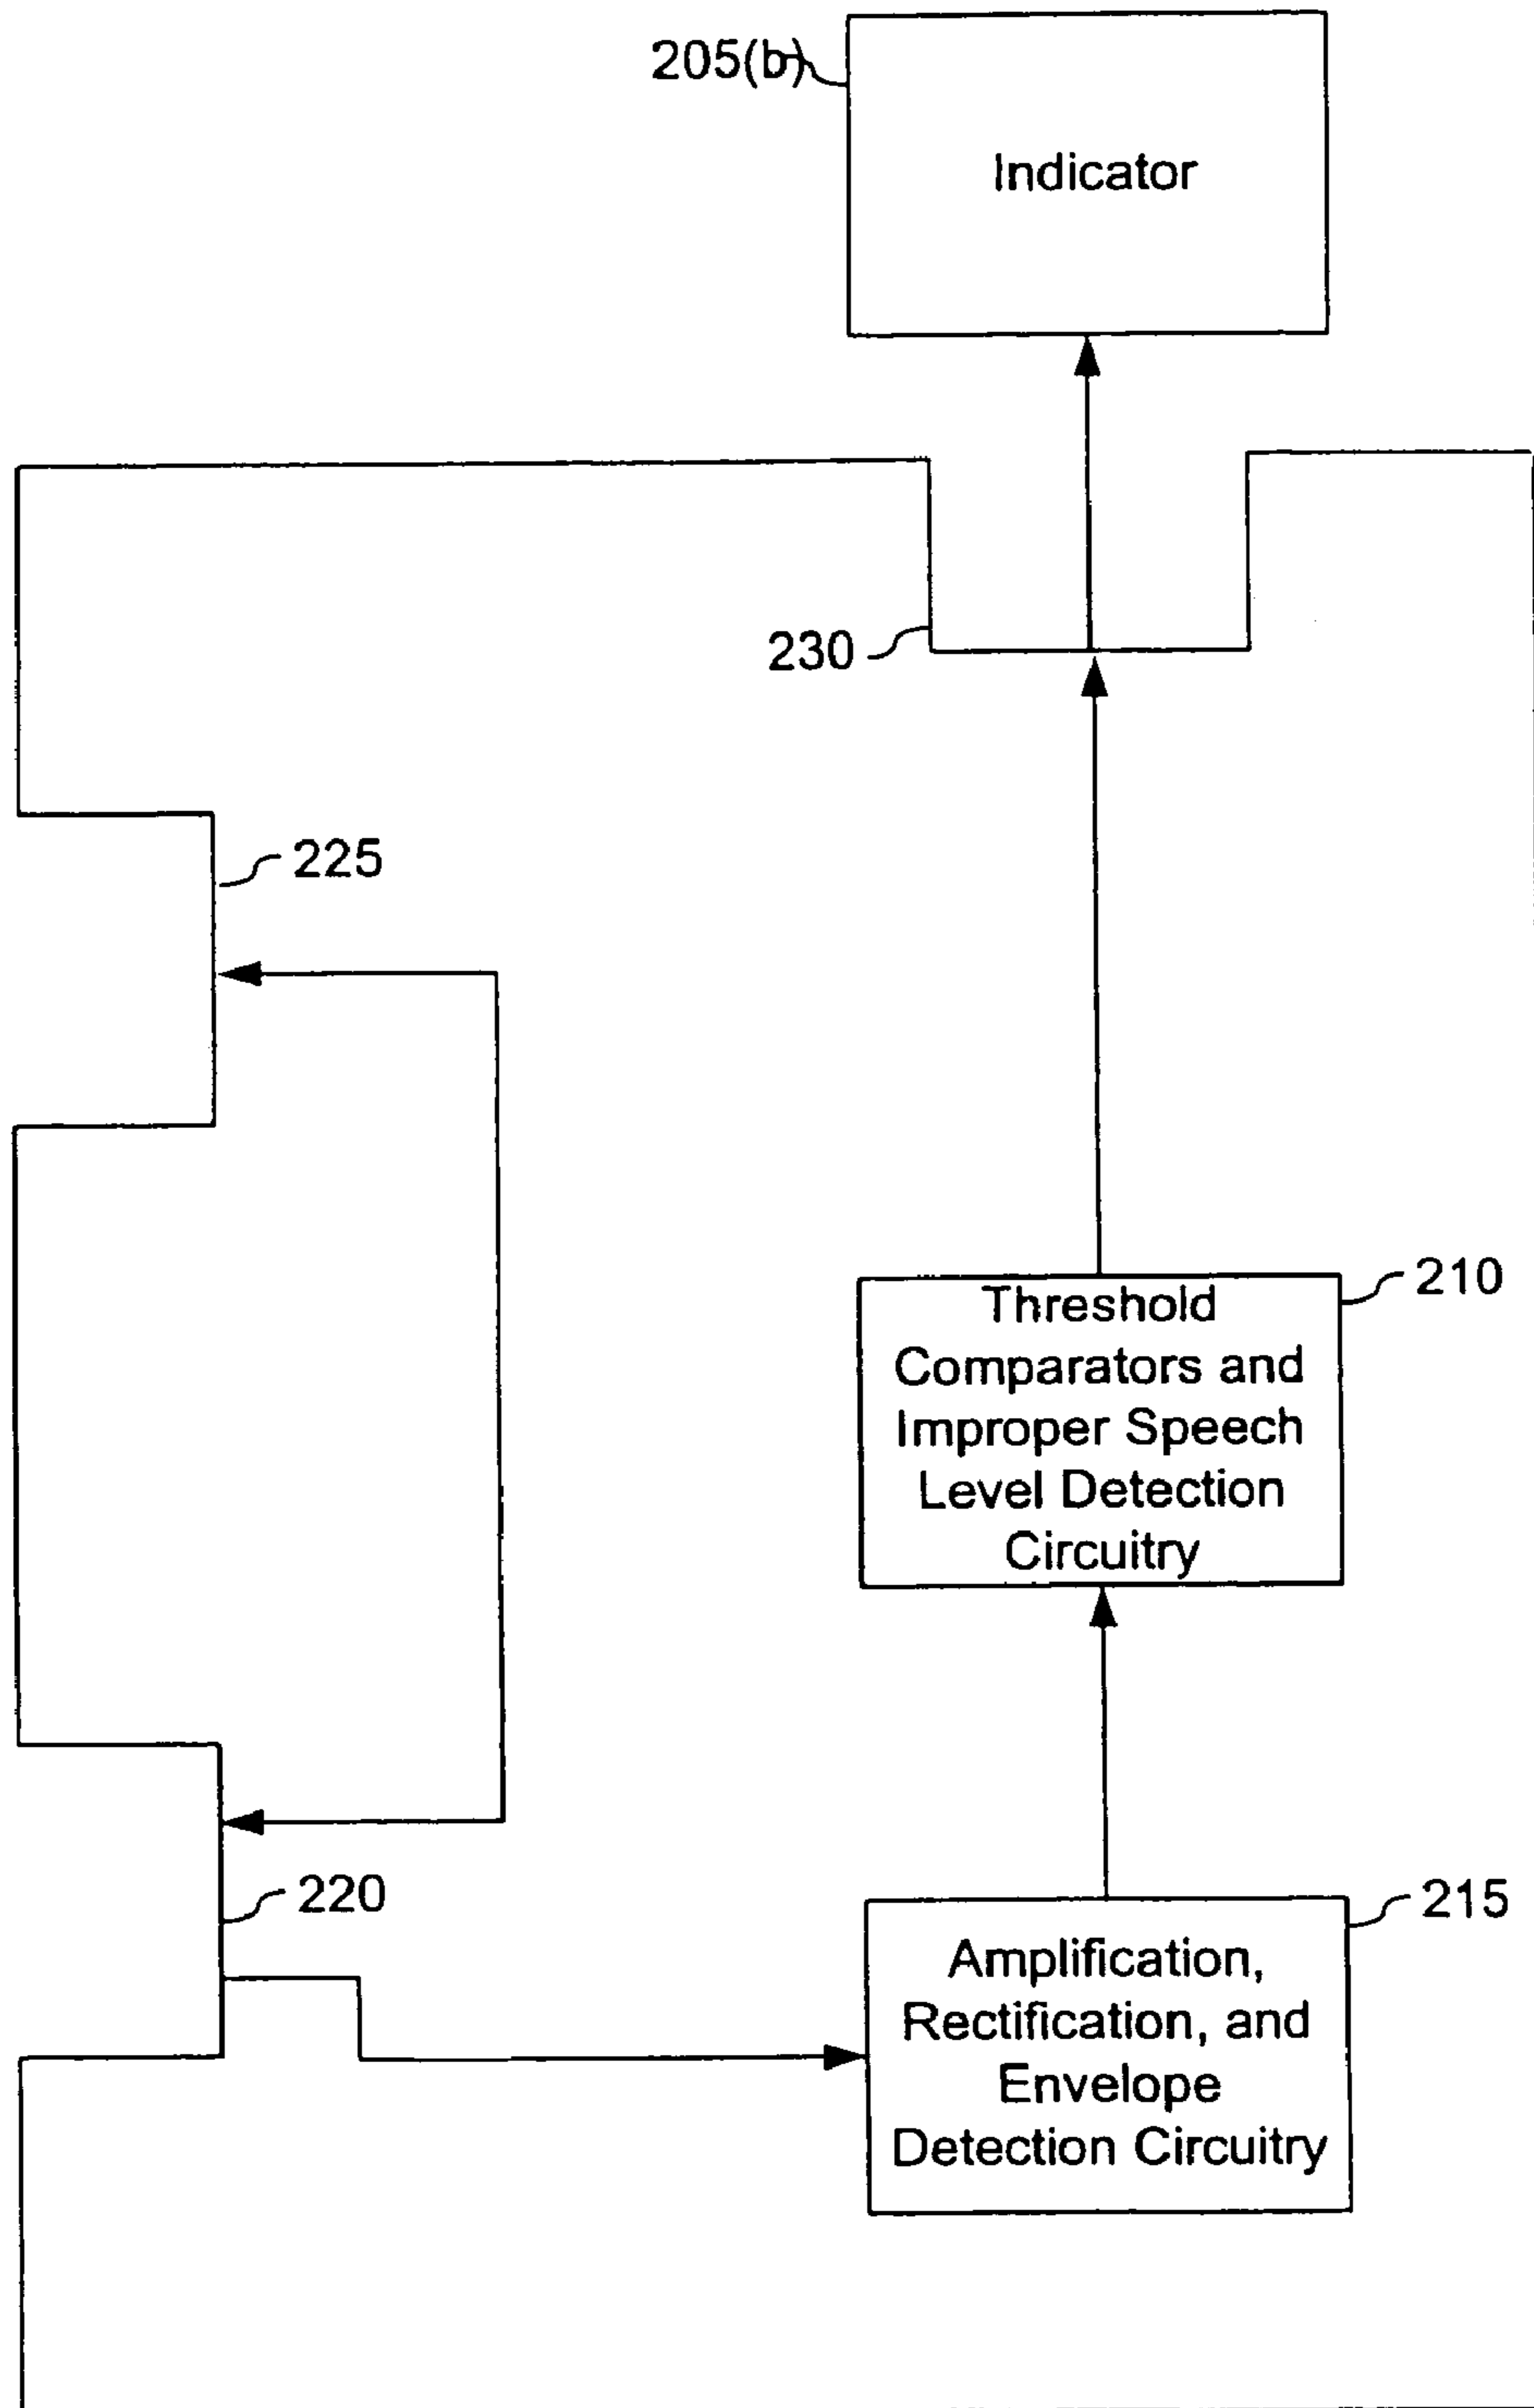 205(b)
Indicator
230
225
210
Threshold
Comparators and
Improper Speech
Level Detection
Circuitry
220
215
Amplification,
Rectification, and
Envelope
Detection Circuitry